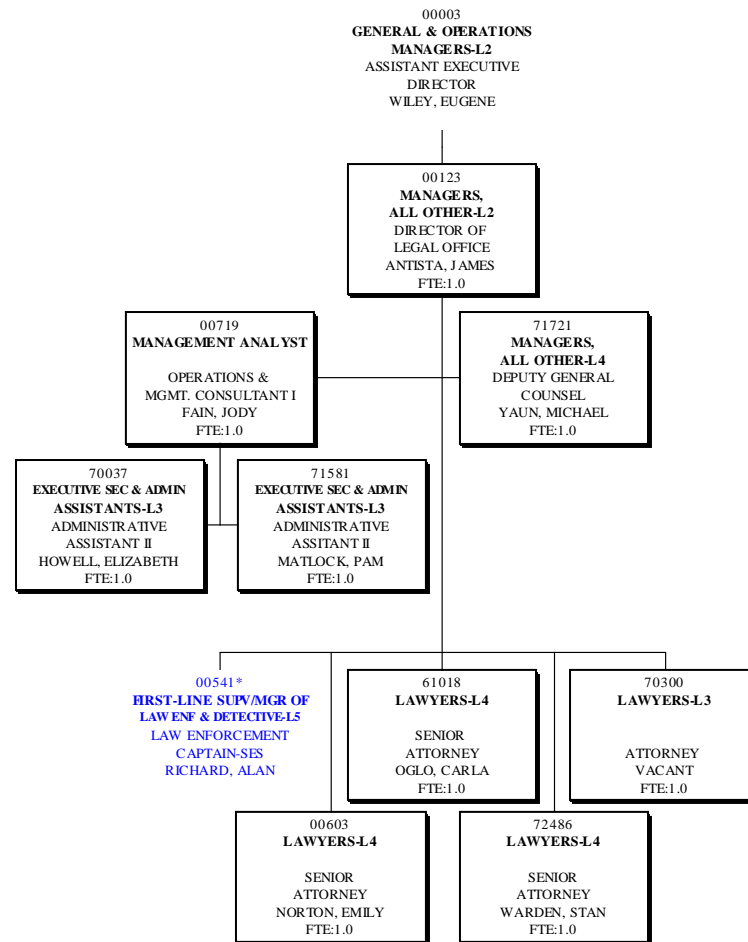 00003
GENERAL & OPERATIONS
MANAGERS-L2
ASSISTANT EXECUTIVE
DIRECTOR
WILEY, EUGENE
00123
MANAGERS,
ALL OTHER-L2
DIRECTOR OF
LEGAL OFFICE
ANTISTA, JAMES
FTE:1.0
00719
MANAGEMENT ANALYST
OPERATIONS &
MGMT. CONSULTANT I
FAIN, JODY
FTE:1.0
71721
MANAGERS,
ALL OTHER-L4
DEPUTY GENERAL
COUNSEL
YAUN, MICHAEL
FTE:1.0
70037
EXECUTIVE SEC & ADMIN
ASSISTANTS-L3
ADMINISTRATIVE
ASSISTANT II
HOWELL, ELIZABETH
FTE:1.0
71581
EXECUTIVE SEC & ADMIN
ASSISTANTS-L3
ADMINISTRATIVE
ASSITANT II
MATLOCK, PAM
FTE:1.0
00541*
FIRST-LINE SUPV/MGR OF
LAW ENF & DETECTIVE-L5
LAW ENFORCEMENT
CAPTAIN-SES
RICHARD, ALAN
61018
LAWYERS-L4
SENIOR
ATTORNEY
OGLO, CARLA
FTE:1.0
70300
LAWYERS-L3
ATTORNEY
VACANT
FTE:1.0
00603
LAWYERS-L4
SENIOR
ATTORNEY
NORTON, EMILY
FTE:1.0
72486
LAWYERS-L4
SENIOR
ATTORNEY
WARDEN, STAN
FTE:1.0